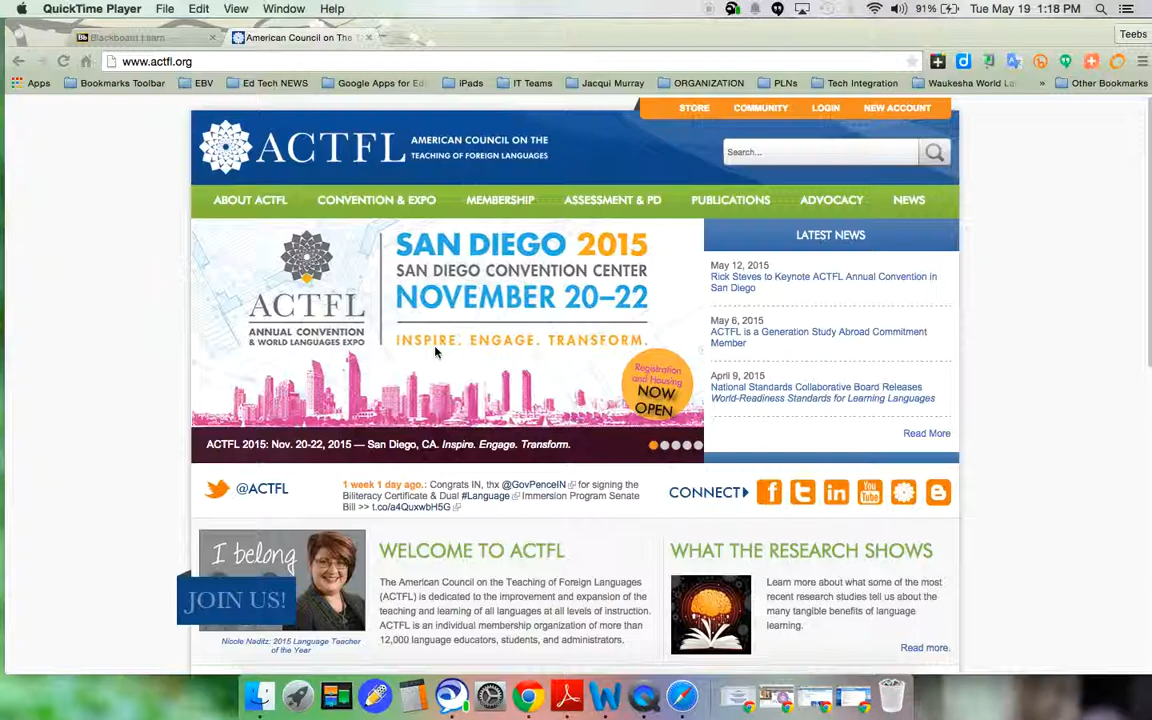 QuickTime Player File Edit View Window Help 91% Tue May 19 1:18 PM
Blackboard Learn American Council on The T Teebs
www.actfl.org
Apps Bookmarks Toolbar EBV Ed Tech NEWS Google Apps for Ed iPads IT Teams Jacqui Murray ORGANIZATION PLNs Tech Integration Waukesha World La » Other Bookmarks
STORE COMMUNITY LOGIN NEW ACCOUNT
ACTFL AMERICAN COUNCIL ON THE
TEACHING OF FOREIGN LANGUAGES
Search...
ABOUT ACTFL CONVENTION & EXPO MEMBERSHIP ASSESSMENT & PD PUBLICATIONS ADVOCACY NEWS
ACTFL
ANNUAL CONVENTION
& WORLD LANGUAGES EXPO
SAN DIEGO 2015
SAN DIEGO CONVENTION CENTER
NOVEMBER 20–22
INSPIRE. ENGAGE. TRANSFORM.
Registration
and Housing
NOW
OPEN
ACTFL 2015: Nov. 20-22, 2015 — San Diego, CA. Inspire. Engage. Transform.
LATEST NEWS
May 12, 2015
Rick Steves to Keynote ACTFL Annual Convention in
San Diego
May 6, 2015
ACTFL is a Generation Study Abroad Commitment
Member
April 9, 2015
National Standards Collaborative Board Releases
World-Readiness Standards for Learning Languages
Read More
@ACTFL
1 week 1 day ago.: Congrats IN, thx @GovPenceIN for signing the
Biliteracy Certificate & Dual #Language Immersion Program Senate
Bill >> t.co/a4QuxwbH5G
CONNECT
You
Tube
I belong
JOIN US!
Nicole Naditz: 2015 Language Teacher
of the Year
WELCOME TO ACTFL
The American Council on the Teaching of Foreign Languages
(ACTFL) is dedicated to the improvement and expansion of the
teaching and learning of all languages at all levels of instruction.
ACTFL is an individual membership organization of more than
12,000 language educators, students, and administrators.
WHAT THE RESEARCH SHOWS
Learn more about what some of the most
recent research studies tell us about the
many tangible benefits of language
learning.
Read more.